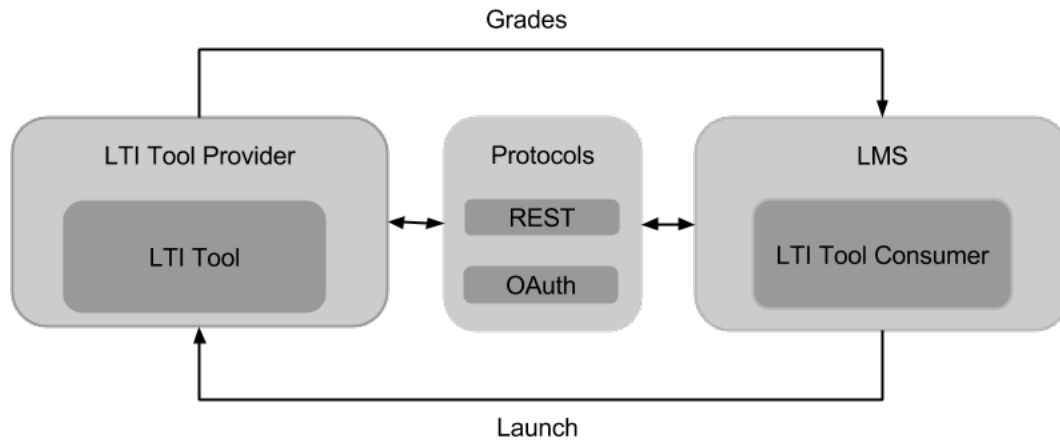 Grades
LTI Tool Provider
LTI Tool
Protocols
REST
OAuth
LMS
LTI Tool Consumer
Launch